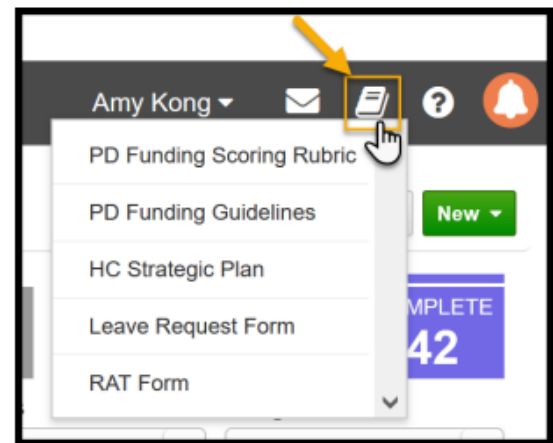 Amy Kong
PD Funding Scoring Rubric
PD Funding Guidelines
New
HC Strategic Plan
Leave Request Form
MPLETE
42
RAT Form